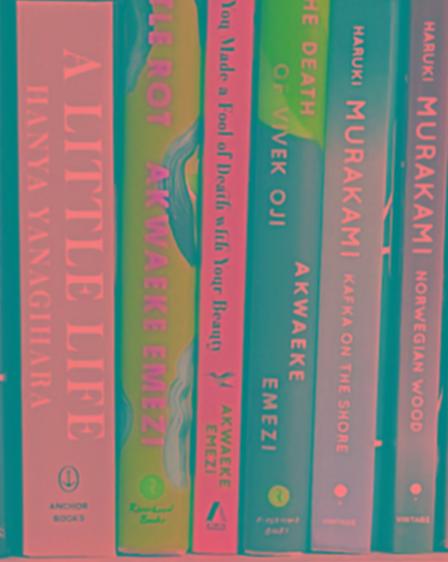 A LITTLE LIFE
HANYA YANAGIHARA
ANCHOR
BOOKS
TLE ROT
AKWAEKE EMEZI
Riverhead
Books
You Made a Fool of Death with Your Beauty
AKWAEKE
EMEZI
HE DEATH
OF VIVEK OJI
AKWAEKE
EMEZI
HARUKI MURAKAMI
KAFKA ON THE SHORE
VINTAGE
HARUKI MURAKAMI
NORWEGIAN WOOD
VINTAGE